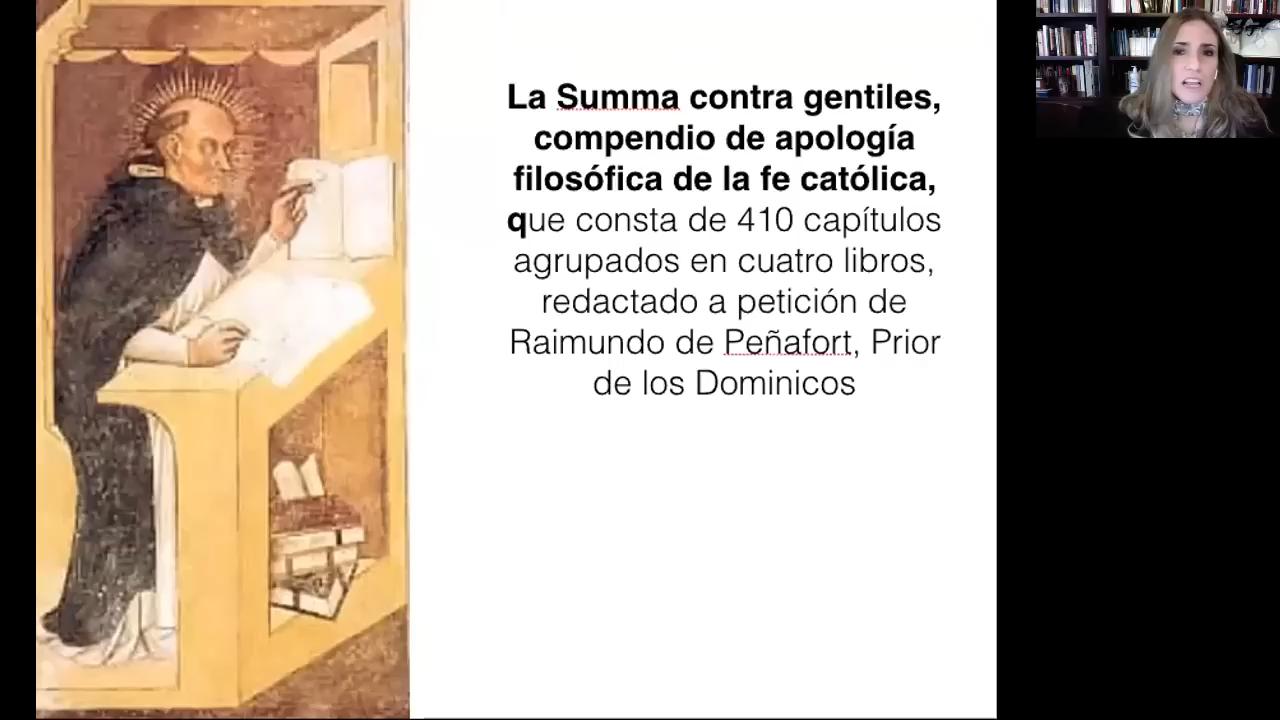 La Summa contra gentiles,
compendio de apología
filosófica de la fe católica,
que consta de 410 capítulos
agrupados en cuatro libros,
redactado a petición de
Raimundo de Peñafort, Prior
de los Dominicos